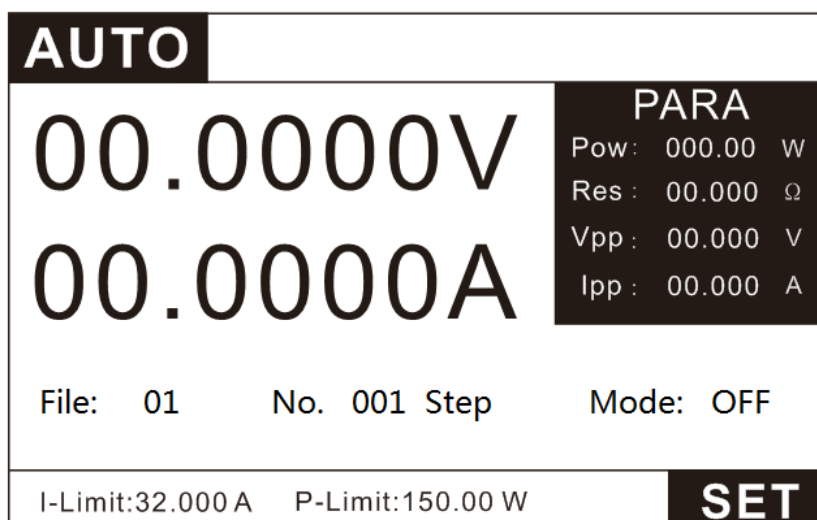 AUTO
00.0000V
00.0000A
PARA
Pow: 000.00 W
Res: 00.000 Ω
Vpp: 00.000 V
Ipp: 00.000 A
File: 01 No. 001 Step Mode: OFF
I-Limit:32.000 A P-Limit:150.00 W SET